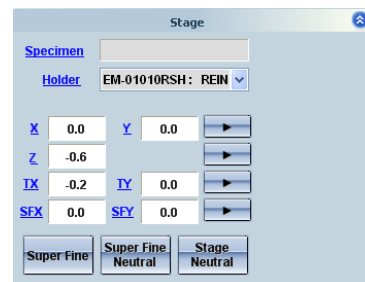 Stage
Specimen
Holder EM-01010RSH: REIN
X 0.0 Y 0.0
Z -0.6
TX -0.2 TY 0.0
SFX 0.0 SFY 0.0
Super Fine Super Fine Neutral Stage Neutral